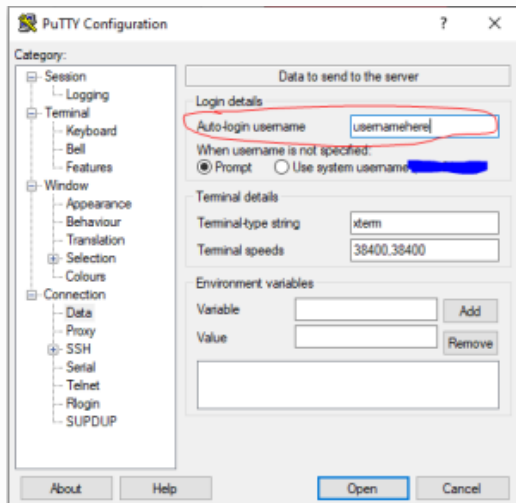 PuTTY Configuration
?
Category:
Session
Logging
Terminal
Keyboard
Bell
Features
Window
Appearance
Behaviour
Translation
Selection
Colours
Connection
Data
Proxy
SSH
Serial
Telnet
Rlogin
SUPDUP
Data to send to the server
Login details
Auto-login username usernamehere
When username is not specified:
Prompt Use system username
Terminal details
Terminal-type string xterm
Terminal speeds 38400,38400
Environment variables
Variable Add
Value Remove
About Help Open Cancel